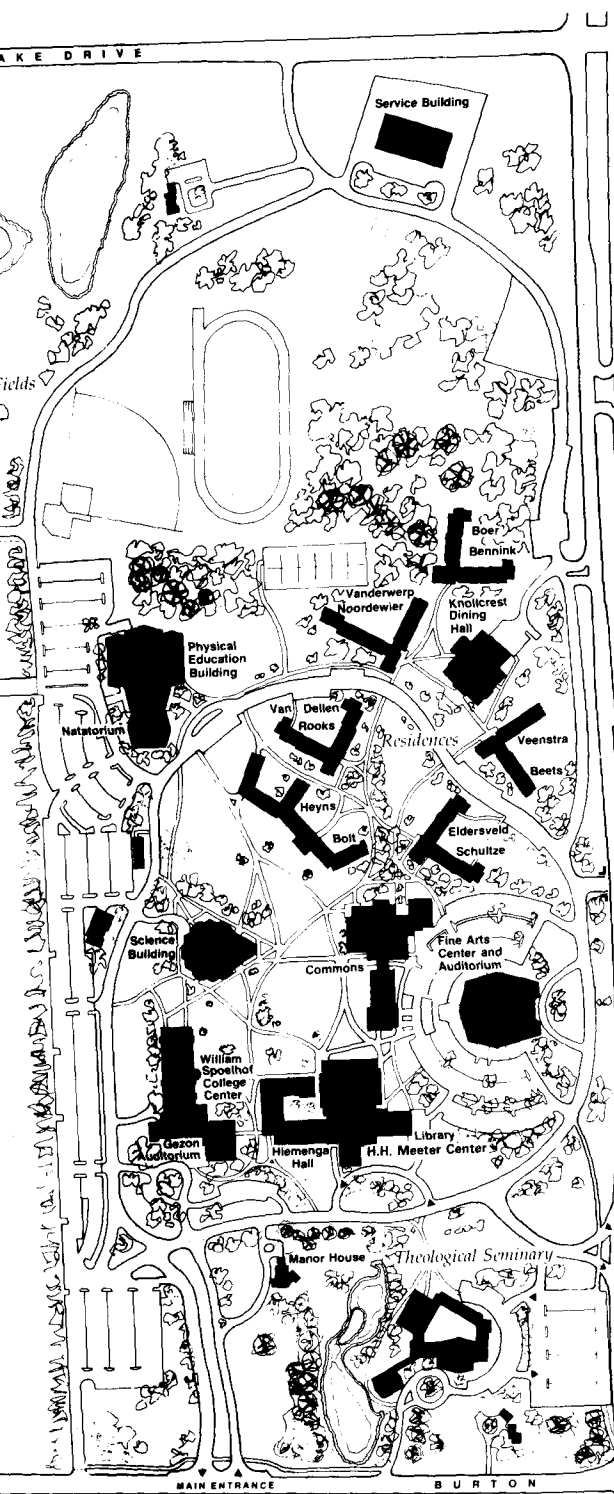 AKE DRIVE
Service Building
Fields
Boer
Bennink
Vanderwerp
Noordewier
Knollcrest
Dining
Hall
Physical
Education
Building
Natatorium
Van Dellen
Rooks
Residences
Veenstra
Beets
Heyns
Bolt
Eldersveld
Schultze
Science
Building
Commons
Fine Arts
Center and
Auditorium
William
Spoelhof
College
Center
Gezon
Auditorium
Hiemenga
Hall
Library
H.H. Meeter Center
Manor House
Theological Seminary
MAIN ENTRANCE
BURTON